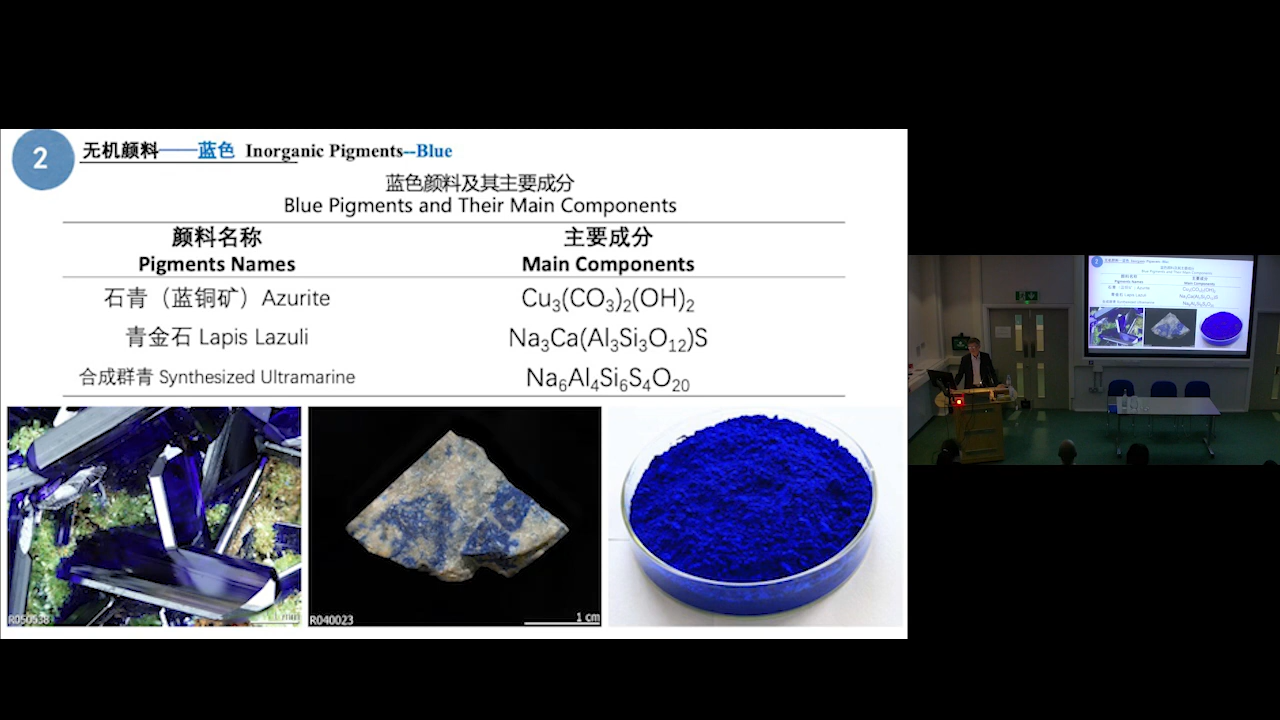 2
无机颜料——蓝色 Inorganic Pigments--Blue
蓝色颜料及其主要成分
Blue Pigments and Their Main Components
颜料名称 主要成分
Pigments Names Main Components
石青（蓝铜矿）Azurite Cu3(CO3)2(OH)2
青金石 Lapis Lazuli Na3Ca(Al3Si3O12)S
合成群青 Synthesized Ultramarine Na6Al4Si6S4O20
R050638
1 mm
R040023
1 cm